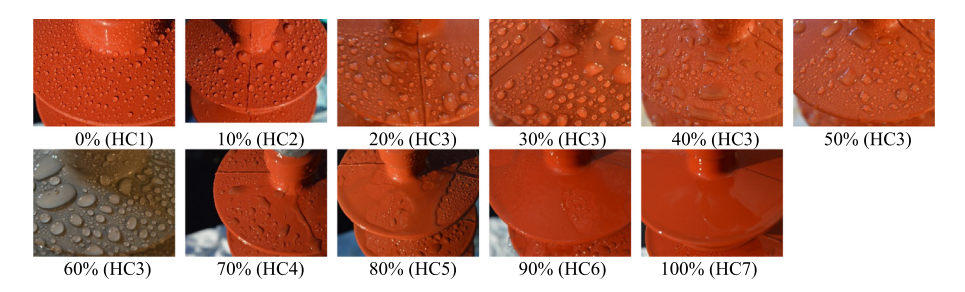 0% (HC1) 10% (HC2) 20% (HC3) 30% (HC3) 40% (HC3) 50% (HC3)
60% (HC3) 70% (HC4) 80% (HC5) 90% (HC6) 100% (HC7)